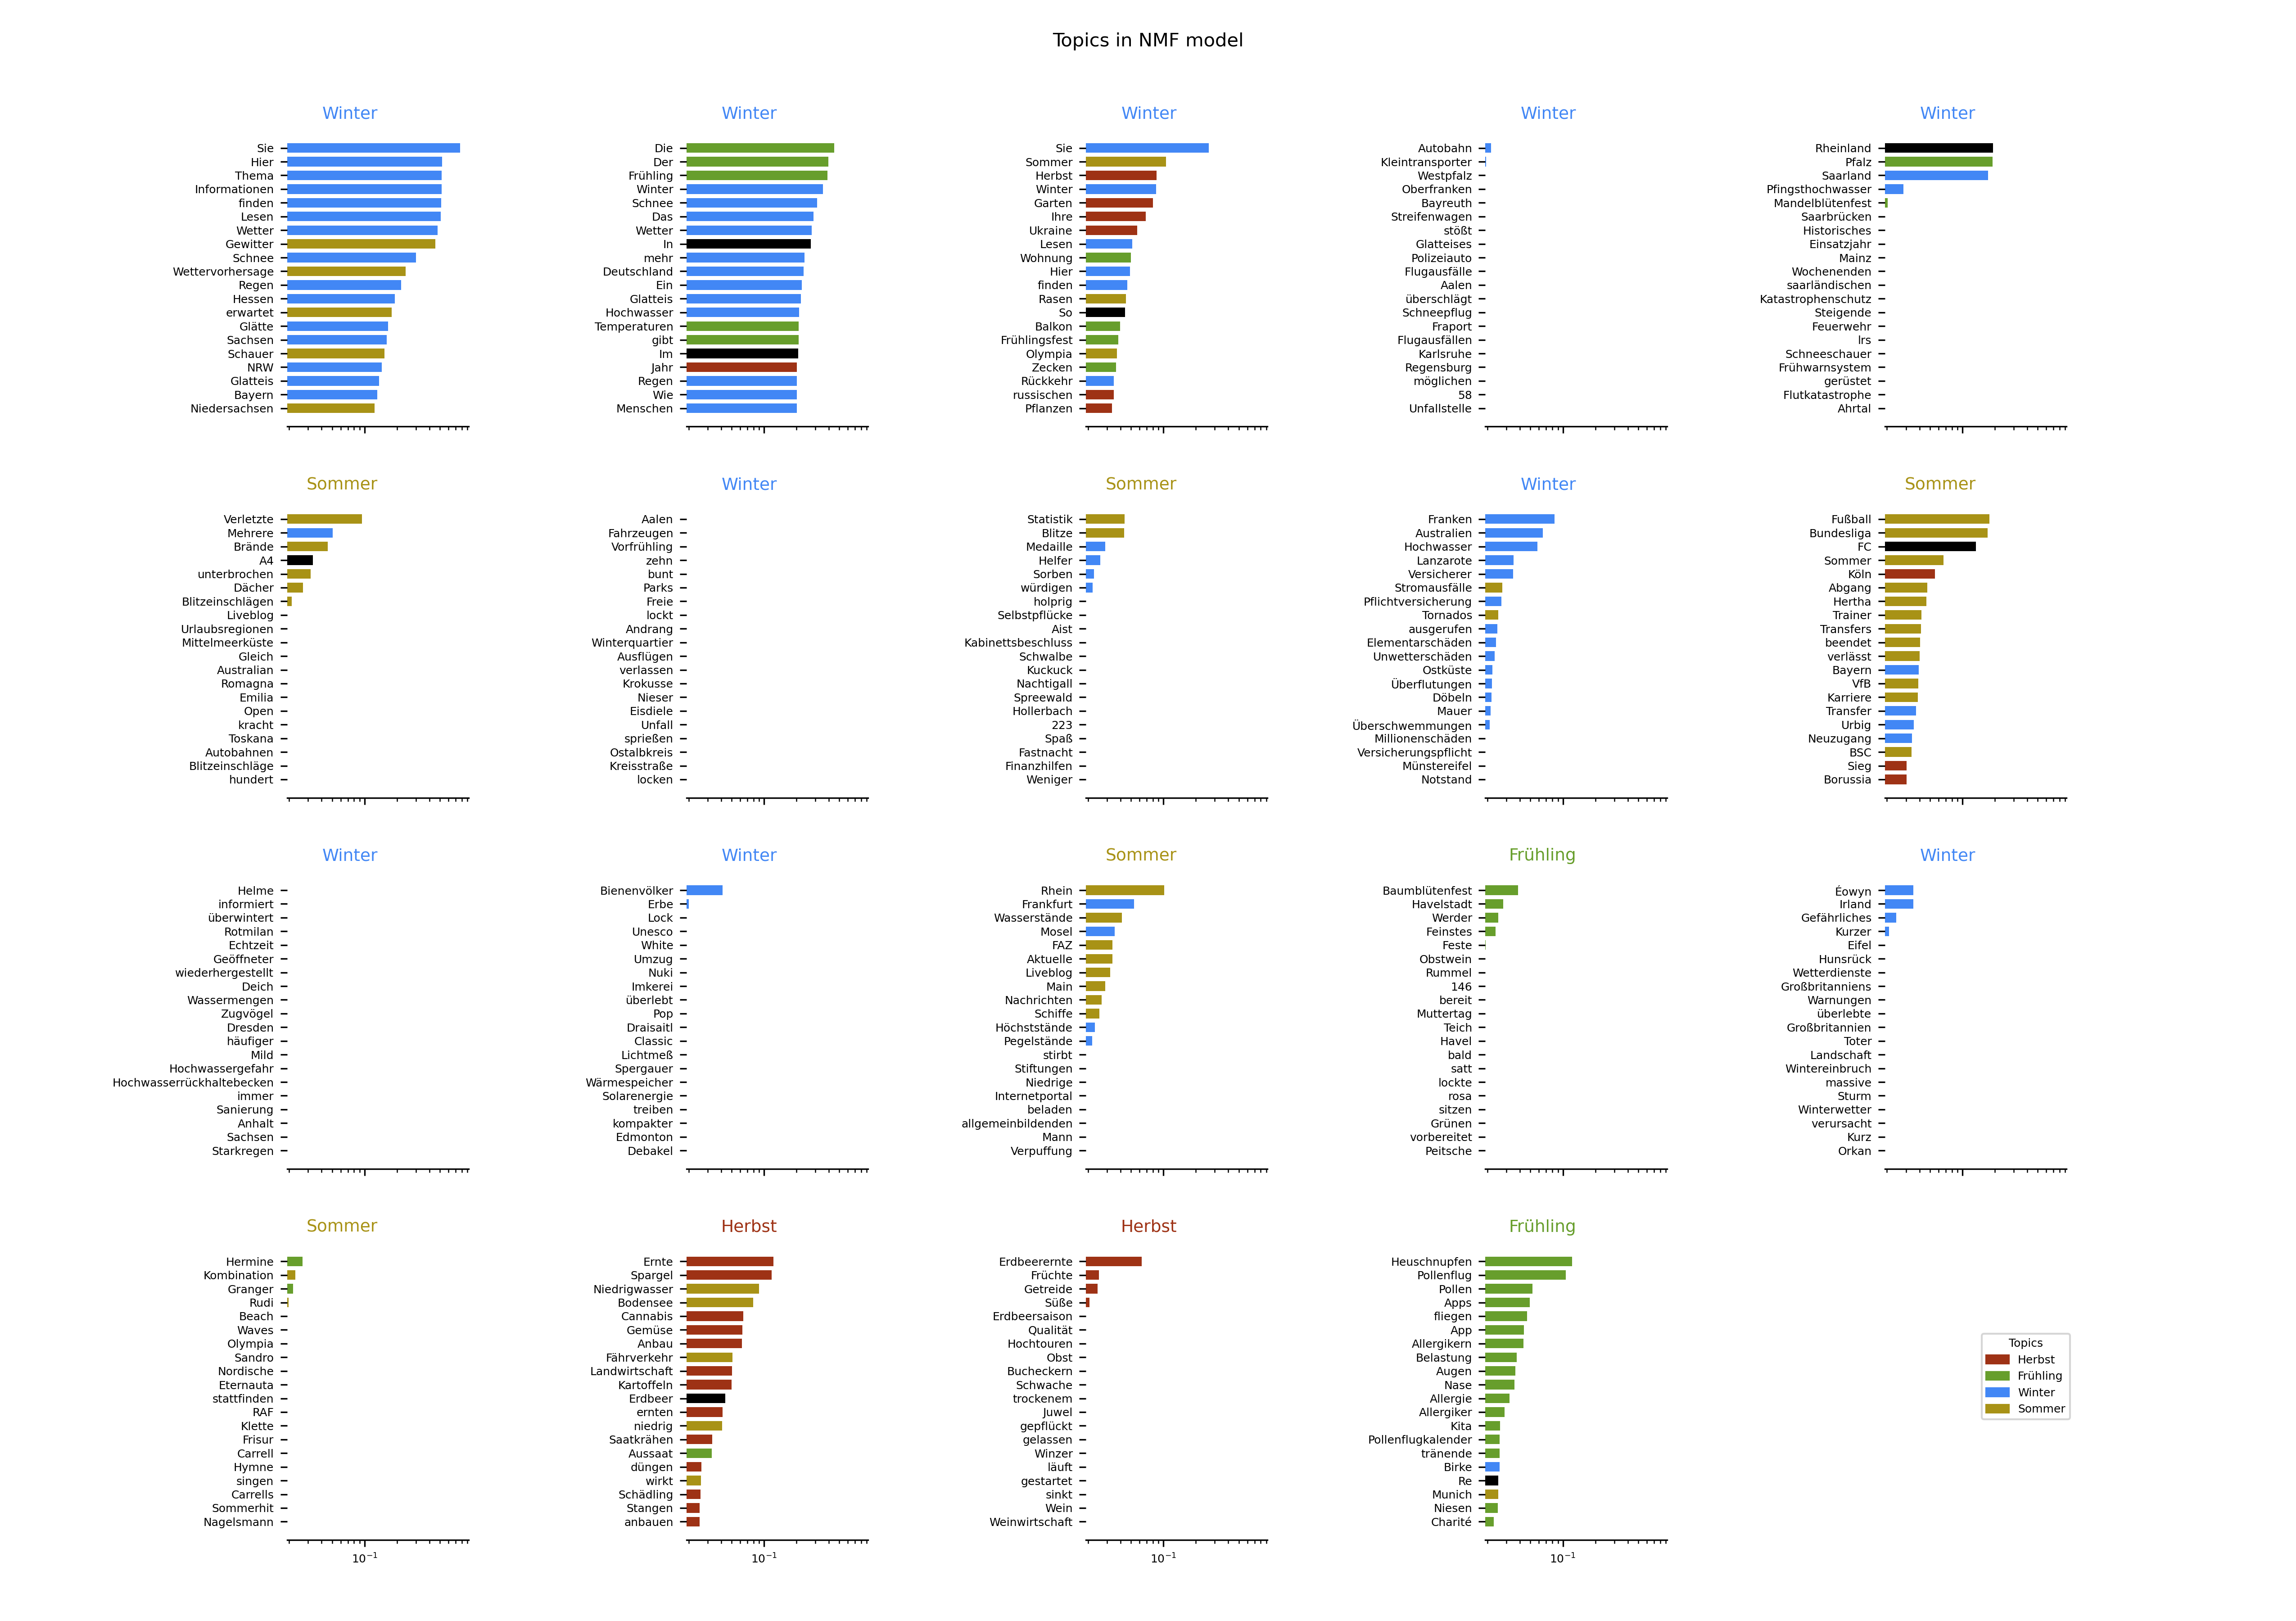 Topics in NMF model
Winter
Sie
Hier
Thema
Informationen
finden
Lesen
Wetter
Gewitter
Schnee
Wettervorhersage
Regen
Hessen
erwartet
Glätte
Sachsen
Schauer
NRW
Glatteis
Bayern
Niedersachsen
Winter
Die
Der
Frühling
Winter
Schnee
Das
Wetter
In
mehr
Deutschland
Ein
Glatteis
Hochwasser
Temperaturen
gibt
Im
Jahr
Regen
Wie
Menschen
Winter
Sie
Sommer
Herbst
Winter
Garten
Ihre
Ukraine
Lesen
Wohnung
Hier
finden
Rasen
So
Balkon
Frühlingsfest
Olympia
Zecken
Rückkehr
russischen
Pflanzen
Winter
Autobahn
Kleintransporter
Westpfalz
Oberfranken
Bayreuth
Streifenwagen
stößt
Glatteises
Polizeiauto
Flugausfälle
Aalen
überschlägt
Schneepflug
Fraport
Flugausfällen
Karlsruhe
Regensburg
möglichen
58
Unfallstelle
Winter
Rheinland
Pfalz
Saarland
Pfingsthochwasser
Mandelblütenfest
Saarbrücken
Historisches
Einsatzjahr
Mainz
Wochenenden
saarländischen
Katastrophenschutz
Steigende
Feuerwehr
lrs
Schneeschauer
Frühwarnsystem
gerüstet
Flutkatastrophe
Ahrtal
Sommer
Verletzte
Mehrere
Brände
A4
unterbrochen
Dächer
Blitzeinschlägen
Liveblog
Urlaubsregionen
Mittelmeerküste
Gleich
Australian
Romagna
Emilia
Open
kracht
Toskana
Autobahnen
Blitzeinschläge
hundert
Winter
Aalen
Fahrzeugen
Vorfrühling
zehn
bunt
Parks
Freie
lockt
Andrang
Winterquartier
Ausflügen
verlassen
Krokusse
Nieser
Eisdiele
Unfall
sprießen
Ostalbkreis
Kreisstraße
locken
Sommer
Statistik
Blitze
Medaille
Helfer
Sorben
würdigen
holprig
Selbstpflücke
Aist
Kabinettsbeschluss
Schwalbe
Kuckuck
Nachtigall
Spreewald
Hollerbach
223
Spaß
Fastnacht
Finanzhilfen
Weniger
Winter
Franken
Australien
Hochwasser
Lanzarote
Versicherer
Stromausfälle
Pflichtversicherung
Tornados
ausgerufen
Elementarschäden
Unwetterschäden
Ostküste
Überflutungen
Döbeln
Mauer
Überschwemmungen
Millionenschäden
Versicherungspflicht
Münstereifel
Notstand
Sommer
Fußball
Bundesliga
FC
Sommer
Köln
Abgang
Hertha
Trainer
Transfers
beendet
verlässt
Bayern
VfB
Karriere
Transfer
Urbig
Neuzugang
BSC
Sieg
Borussia
Winter
Helme
informiert
überwintert
Rotmilan
Echtzeit
Geöffneter
wiederhergestellt
Deich
Wassermengen
Zugvögel
Dresden
häufiger
Mild
Hochwassergefahr
Hochwasserrückhaltebecken
immer
Sanierung
Anhalt
Sachsen
Starkregen
Winter
Bienenvölker
Erbe
Lock
Unesco
White
Umzug
Nuki
Imkerei
überlebt
Pop
Draisaitl
Classic
Lichtmeß
Spergauer
Wärmespeicher
Solarenergie
treiben
kompakter
Edmonton
Debakel
Sommer
Rhein
Frankfurt
Wasserstände
Mosel
FAZ
Aktuelle
Liveblog
Main
Nachrichten
Schiffe
Höchststände
Pegelstände
stirbt
Stiftungen
Niedrige
Internetportal
beladen
allgemeinbildenden
Mann
Verpuffung
Frühling
Baumblütenfest
Havelstadt
Werder
Feinstes
Feste
Obstwein
Rummel
146
bereit
Muttertag
Teich
Havel
bald
satt
lockte
rosa
sitzen
Grünen
vorbereitet
Peitsche
Winter
Éowyn
Irland
Gefährliches
Kurzer
Eifel
Hunsrück
Wetterdienste
Großbritanniens
Warnungen
überlebte
Großbritannien
Toter
Landschaft
Wintereinbruch
massive
Sturm
Winterwetter
verursacht
Kurz
Orkan
Sommer
Hermine
Kombination
Granger
Rudi
Beach
Waves
Olympia
Sandro
Nordische
Eternauta
stattfinden
RAF
Klette
Frisur
Carrell
Hymne
singen
Carrells
Sommerhit
Nagelsmann
10⁻¹
Herbst
Ernte
Spargel
Niedrigwasser
Bodensee
Cannabis
Gemüse
Anbau
Fährverkehr
Landwirtschaft
Kartoffeln
Erdbeer
ernten
niedrig
Saatkrähen
Aussaat
düngen
wirkt
Schädling
Stangen
anbauen
10⁻¹
Herbst
Erdbeerernte
Früchte
Getreide
Süße
Erdbeersaison
Qualität
Hochtouren
Obst
Bucheckern
Schwache
trockenem
Juwel
gepflückt
gelassen
Winzer
läuft
gestartet
sinkt
Wein
Weinwirtschaft
10⁻¹
Frühling
Heuschnupfen
Pollenflug
Pollen
Apps
fliegen
App
Allergikern
Belastung
Augen
Nase
Allergie
Allergiker
Kita
Pollenflugkalender
tränende
Birke
Re
Munich
Niesen
Charité
10⁻¹
Topics
Herbst
Frühling
Winter
Sommer